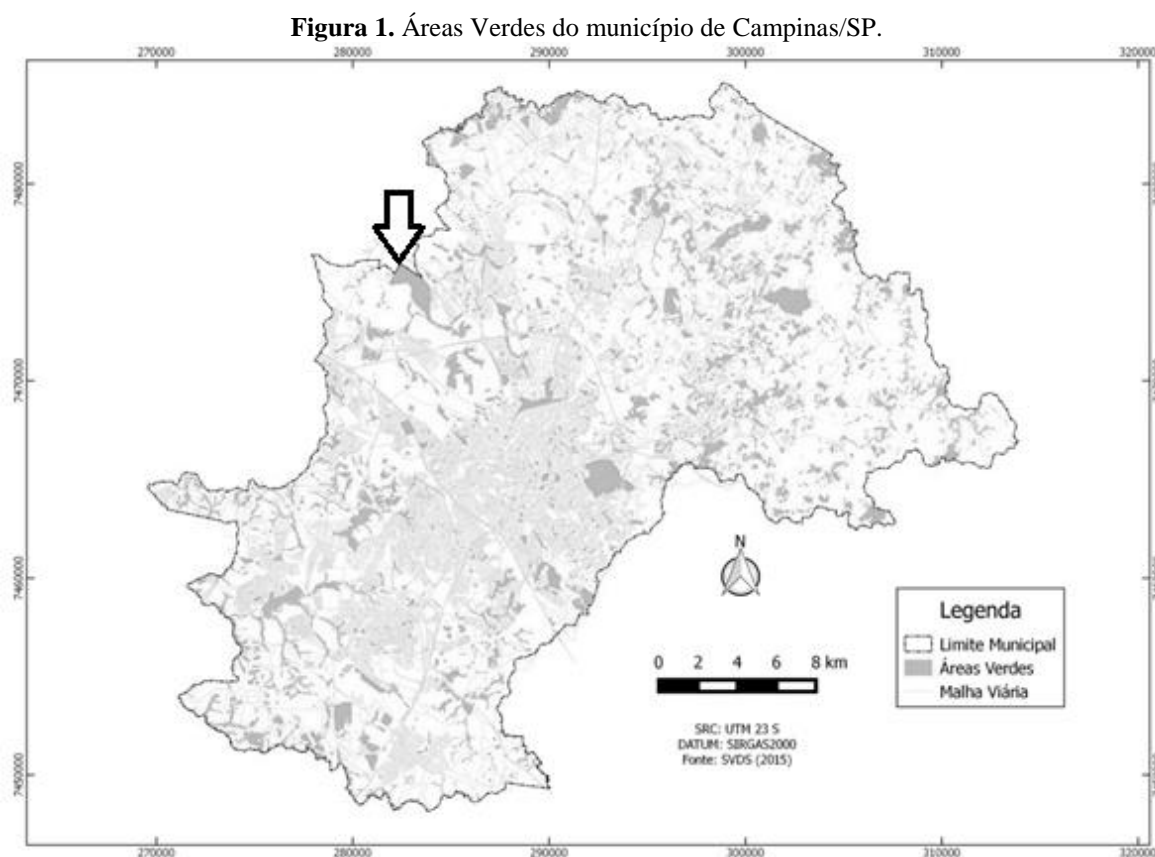 Figura 1. Áreas Verdes do município de Campinas/SP.
270000 280000 290000 300000 310000 320000
7480000
7470000
7460000
7450000
N
0 2 4 6 8 km
SRC: UTM 23 S
DATUM: SIRGAS2000
Fonte: SVDS (2015)
Legenda
Limite Municipal
Áreas Verdes
Malha Viária
270000 280000 290000 300000 310000 320000